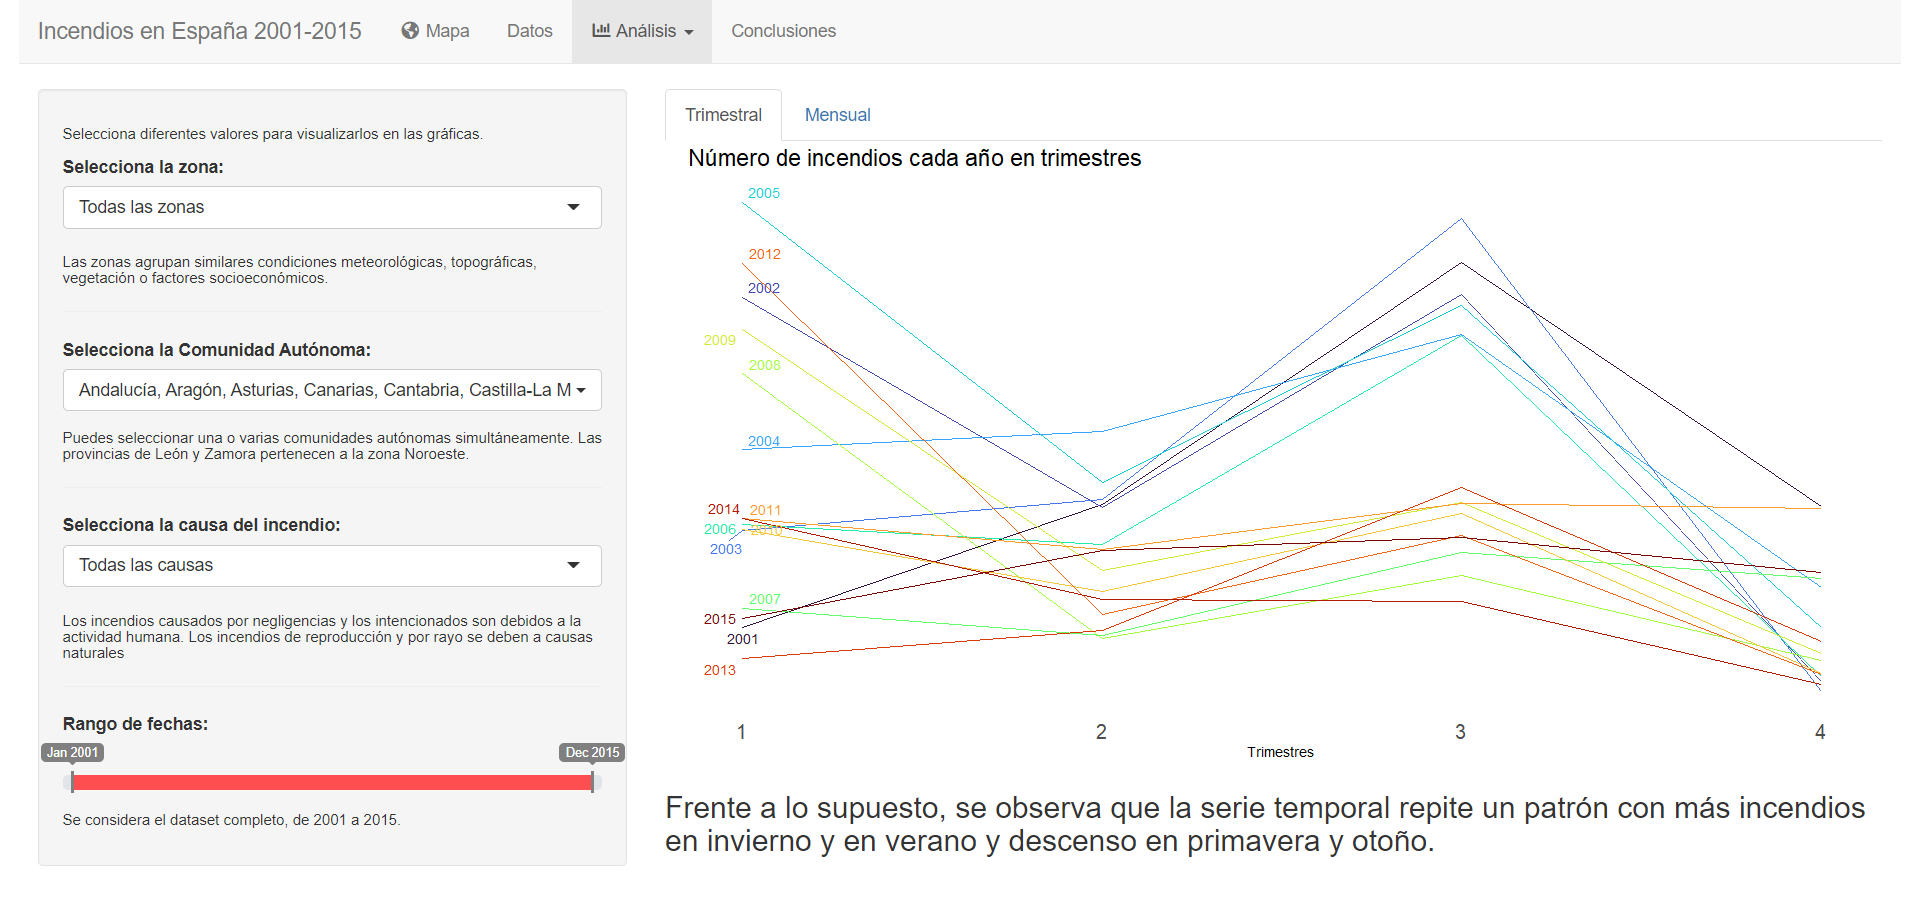 Incendios en España 2001-2015
Mapa
Datos
Análisis
Conclusiones
Selecciona diferentes valores para visualizarlos en las gráficas.
Selecciona la zona:
Todas las zonas
Las zonas agrupan similares condiciones meteorológicas, topográficas,
vegetación o factores socioeconómicos.
Selecciona la Comunidad Autónoma:
Andalucía, Aragón, Asturias, Canarias, Cantabria, Castilla-La M
Puedes seleccionar una o varias comunidades autónomas simultáneamente. Las
provincias de León y Zamora pertenecen a la zona Noroeste.
Selecciona la causa del incendio:
Todas las causas
Los incendios causados por negligencias y los intencionados son debidos a la
actividad humana. Los incendios de reproducción y por rayo se deben a causas
naturales
Rango de fechas:
Jan 2001
Dec 2015
Se considera el dataset completo, de 2001 a 2015.
Trimestral
Mensual
Número de incendios cada año en trimestres
2005
2012
2002
2009
2008
2004
2014
2011
2006
2010
2003
2007
2015
2001
2013
1
2
3
4
Trimestres
Frente a lo supuesto, se observa que la serie temporal repite un patrón con más incendios
en invierno y en verano y descenso en primavera y otoño.